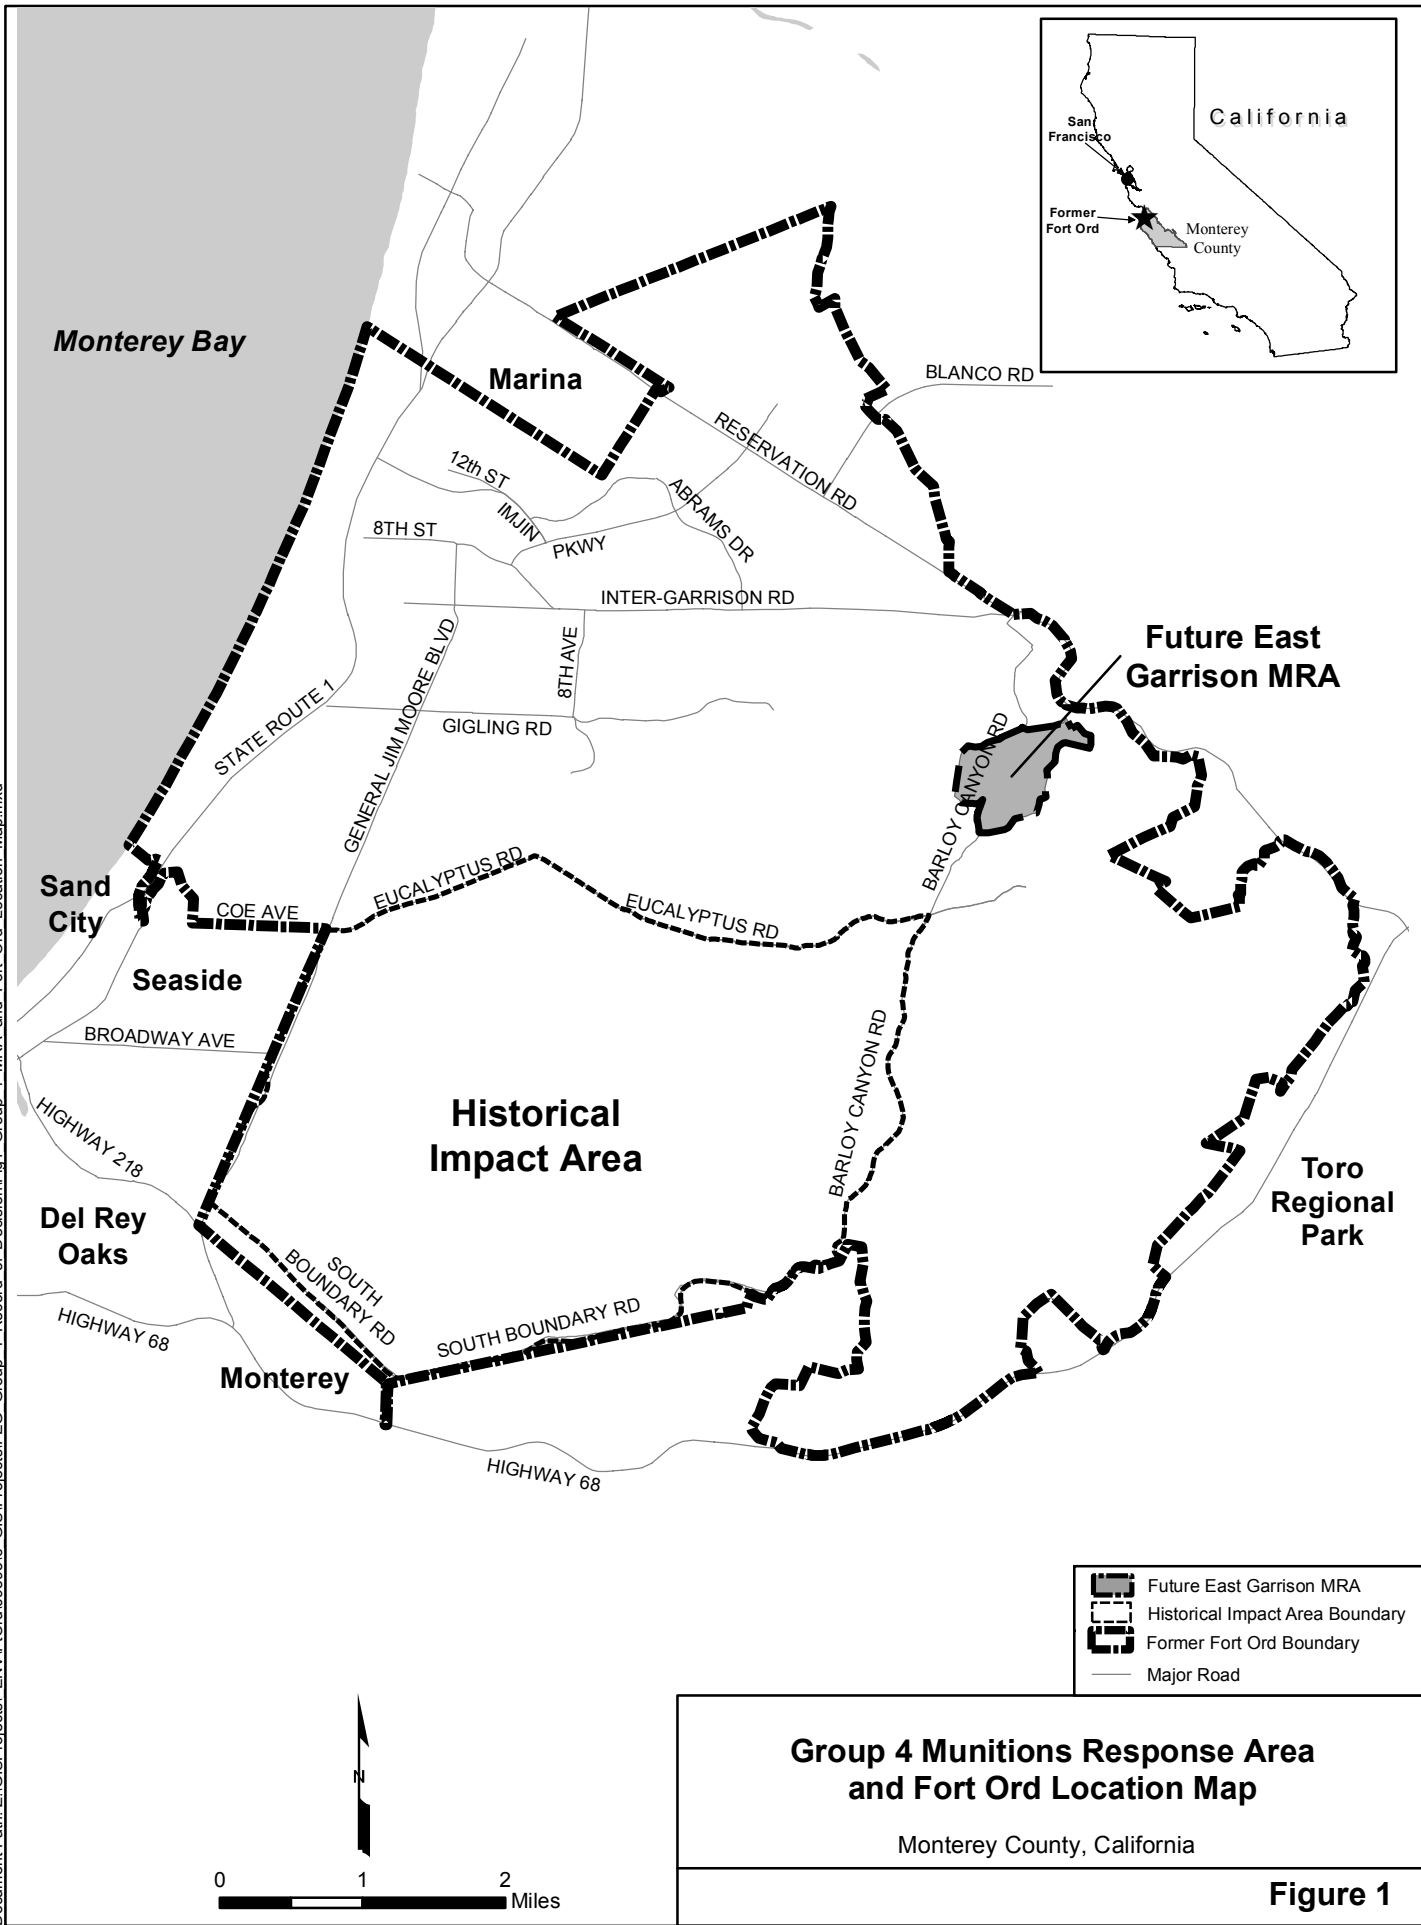 California
San
Francisco
Former
Fort Ord
Monterey
County
Monterey Bay
Marina
BLANCO RD
RESERVATION RD
12th ST
IMJIN
PKWY
ABRAMS DR
8TH ST
INTER-GARRISON RD
Future East
Garrison MRA
8TH AVE
GENERAL JIM MOORE BLVD
STATE ROUTE 1
GIGLING RD
BARLOY CANYON RD
EUCALYPTUS RD
EUCALYPTUS RD
Sand
City
COE AVE
Seaside
BROADWAY AVE
BARLOY CANYON RD
HIGHWAY 218
Historical
Impact Area
Toro
Regional
Park
Del Rey
Oaks
SOUTH
BOUNDARY RD
SOUTH BOUNDARY RD
HIGHWAY 68
Monterey
HIGHWAY 68
Future East Garrison MRA
Historical Impact Area Boundary
Former Fort Ord Boundary
Major Road
N
0 1 2
Miles
Group 4 Munitions Response Area
and Fort Ord Location Map
Monterey County, California
Figure 1